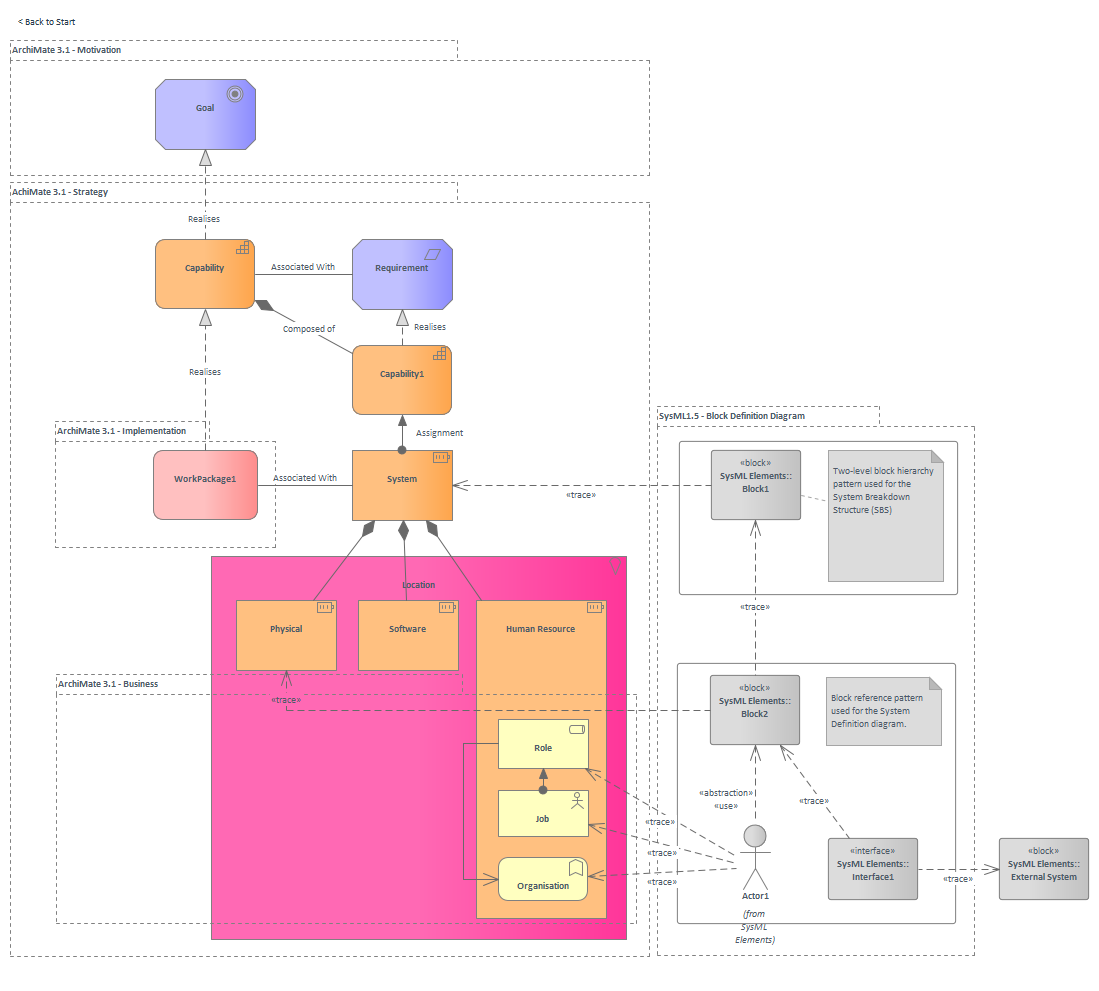 < Back to Start
ArchiMate 3.1 - Motivation
Goal
AchiMate 3.1 - Strategy
Realises
Capability
Associated With
Requirement
Composed of
Realises
Realises
Capability1
Assignment
ArchiMate 3.1 - Implementation
WorkPackage1
Associated With
System
SysML1.5 - Block Definition Diagram
«block»
SysML Elements::
Block1
Two-level block hierarchy
pattern used for the
System Breakdown
Structure (SBS)
«trace»
Location
Physical
Software
Human Resource
«trace»
ArchiMate 3.1 - Business
«trace»
«block»
SysML Elements::
Block2
Block reference pattern
used for the System
Definition diagram.
Role
Job
Organisation
«abstraction»
«use»
«trace»
«trace»
«trace»
«trace»
Actor1
(from
SysML
Elements)
«interface»
SysML Elements::
Interface1
«trace»
«block»
SysML Elements::
External System